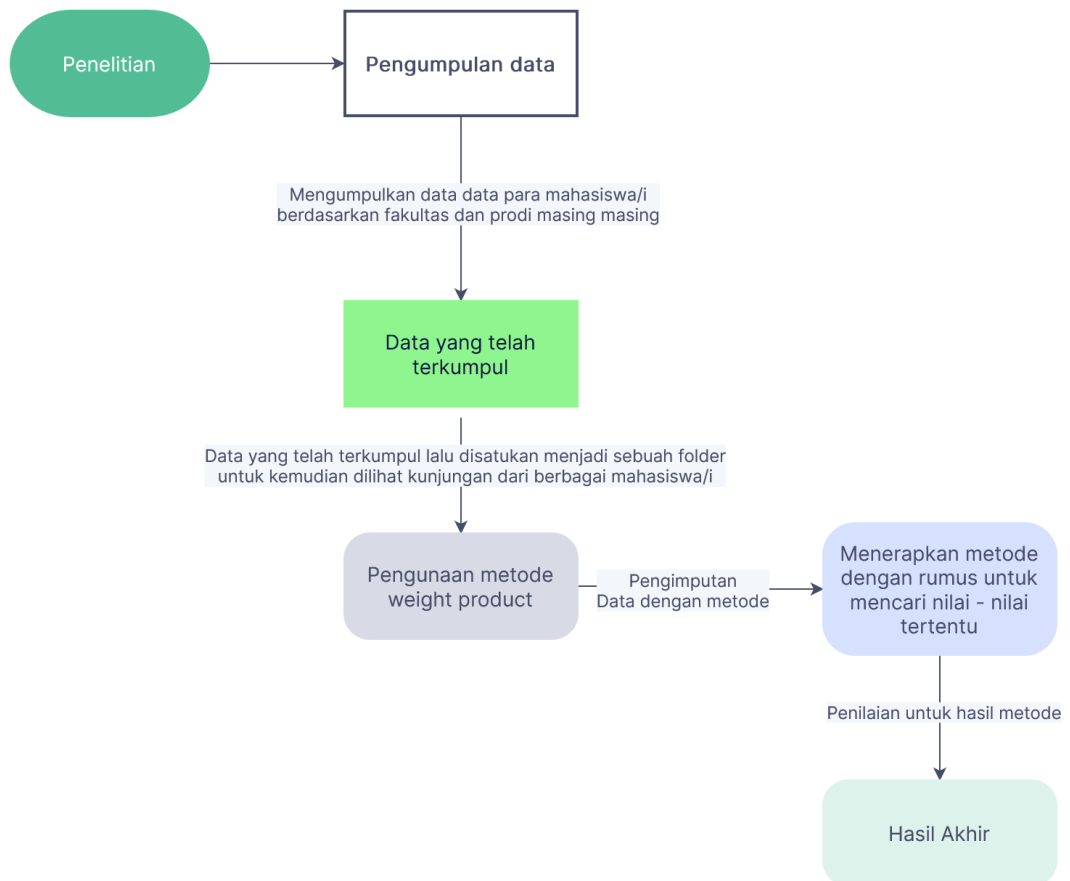 Penelitian
Pengumpulan data
Mengumpulkan data data para mahasiswa/i
berdasarkan fakultas dan prodi masing masing
Data yang telah
terkumpul
Data yang telah terkumpul lalu disatukan menjadi sebuah folder
untuk kemudian dilihat kunjungan dari berbagai mahasiswa/i
Pengunaan metode
weight product
Pengimputan
Data dengan metode
Menerapkan metode
dengan rumus untuk
mencari nilai - nilai
tertentu
Penilaian untuk hasil metode
Hasil Akhir